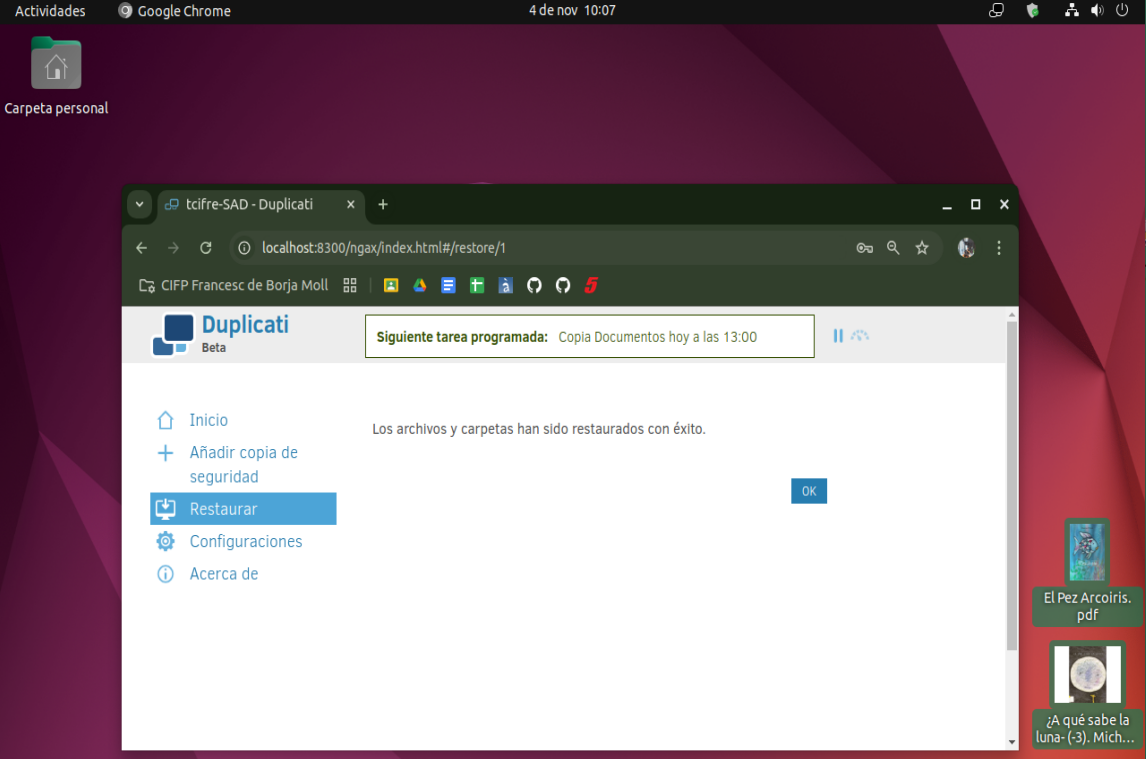 Actividades
Google Chrome
4 de nov 10:07
Carpeta personal
tcifre-SAD - Duplicati
localhost:8300/ngax/index.html#/restore/1
CIFP Francesc de Borja Moll
à
5
Duplicati
Beta
Siguiente tarea programada: Copia Documentos hoy a las 13:00
Inicio
Añadir copia de
seguridad
Restaurar
Configuraciones
Acerca de
Los archivos y carpetas han sido restaurados con éxito.
OK
El Pez Arcoiris.
pdf
¿A qué sabe la
luna- (-3). Mich...